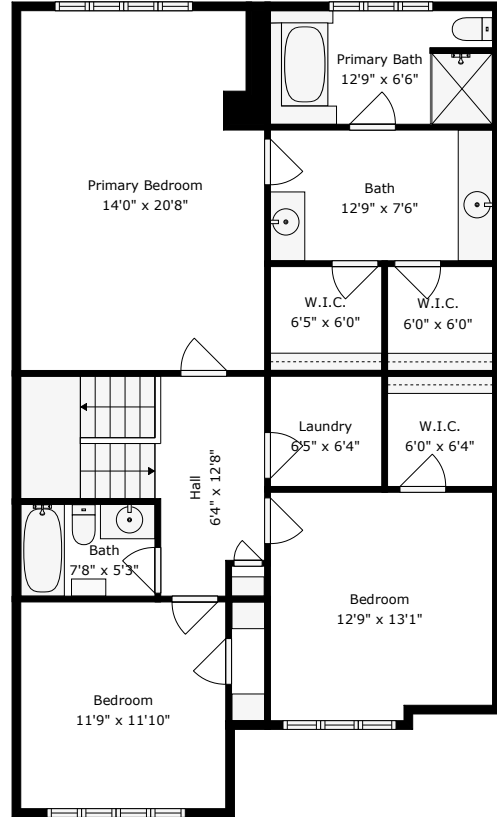 Primary Bath
12'9" x 6'6"
Primary Bedroom
14'0" x 20'8"
Bath
12'9" x 7'6"
W.I.C.
6'5" x 6'0"
W.I.C.
6'0" x 6'0"
Laundry
6'5" x 6'4"
W.I.C.
6'0" x 6'4"
Hall
6'4" x 12'8"
Bath
7'8" x 5'3"
Bedroom
12'9" x 13'1"
Bedroom
11'9" x 11'10"